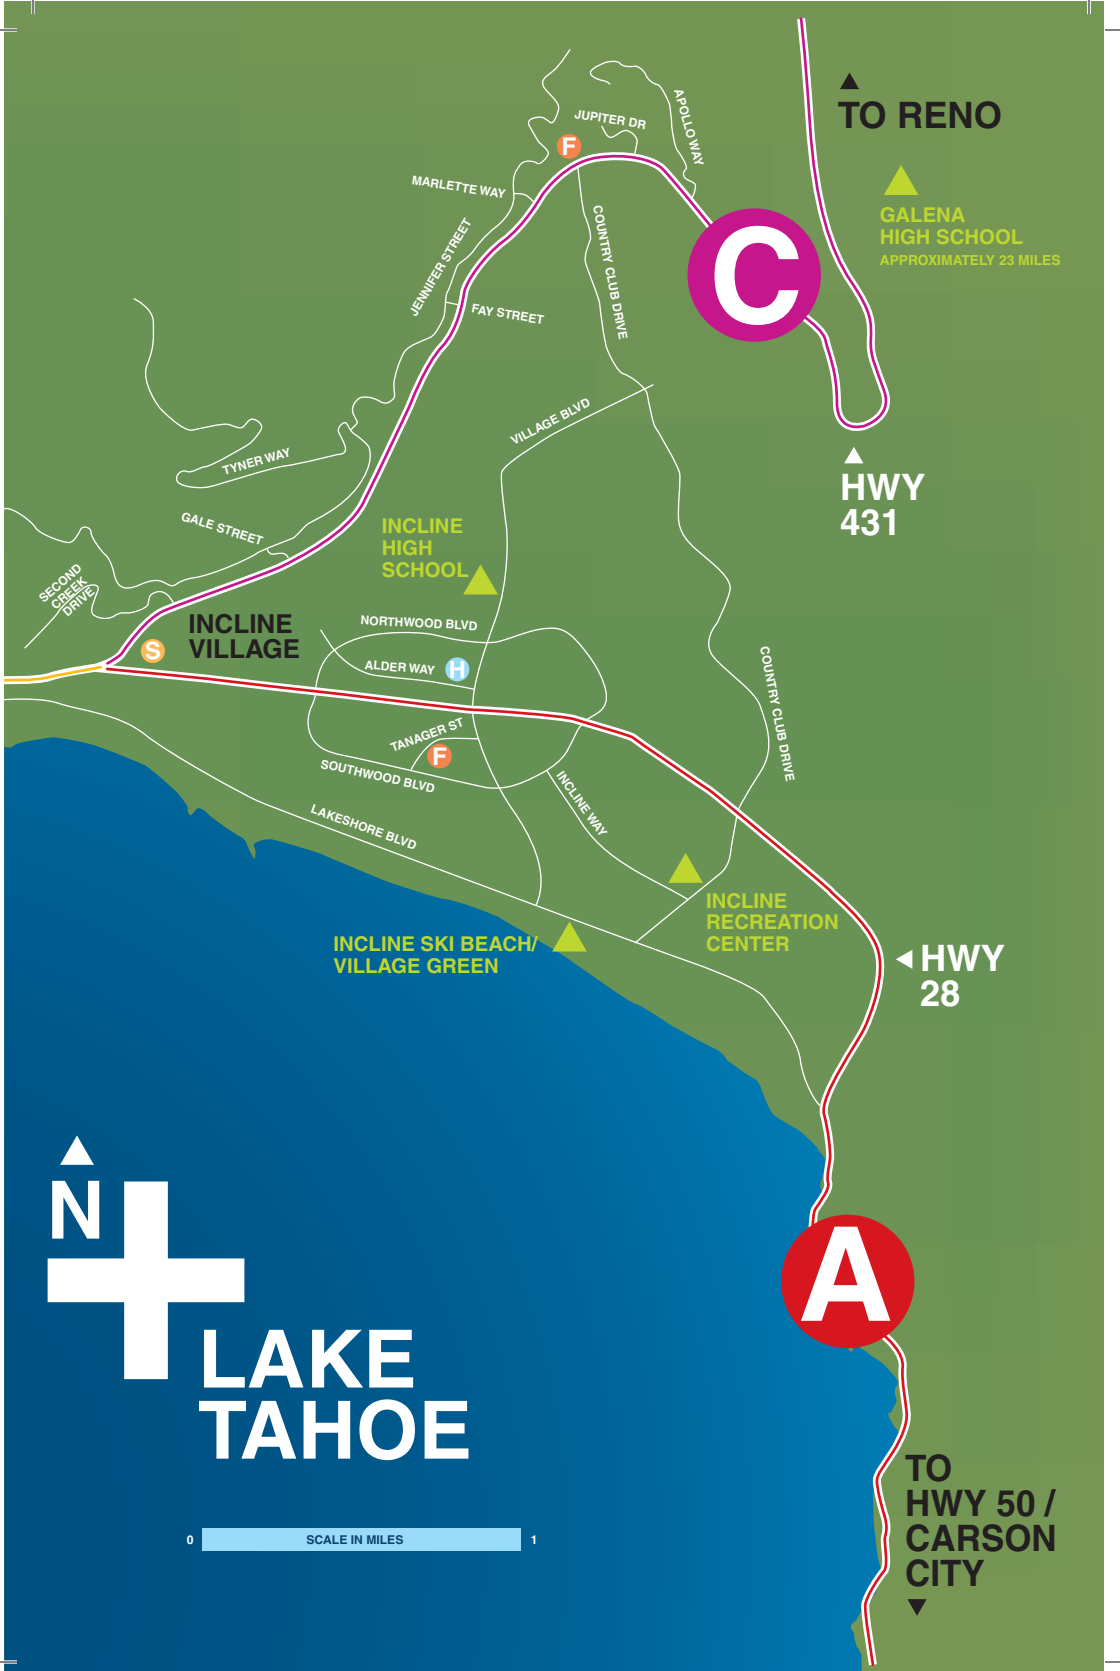 TO RENO
APOLLO WAY
JUPITER DR
F
MARLETTE WAY
GALENA
HIGH SCHOOL
APPROXIMATELY 23 MILES
COUNTRY CLUB DRIVE
JENNIFER STREET
C
FAY STREET
VILLAGE BLVD
TYNER WAY
HWY
431
GALE STREET
INCLINE
HIGH
SCHOOL
SECOND
CREEK
DRIVE
INCLINE
VILLAGE
S
NORTHWOOD BLVD
ALDER WAY
H
COUNTRY CLUB DRIVE
TANAGER ST
F
SOUTHWOOD BLVD
INCLINE WAY
LAKESHORE BLVD
INCLINE
RECREATION
CENTER
INCLINE SKI BEACH/
VILLAGE GREEN
HWY
28
N
A
LAKE
TAHOE
TO
HWY 50 /
CARSON
CITY
0 SCALE IN MILES 1